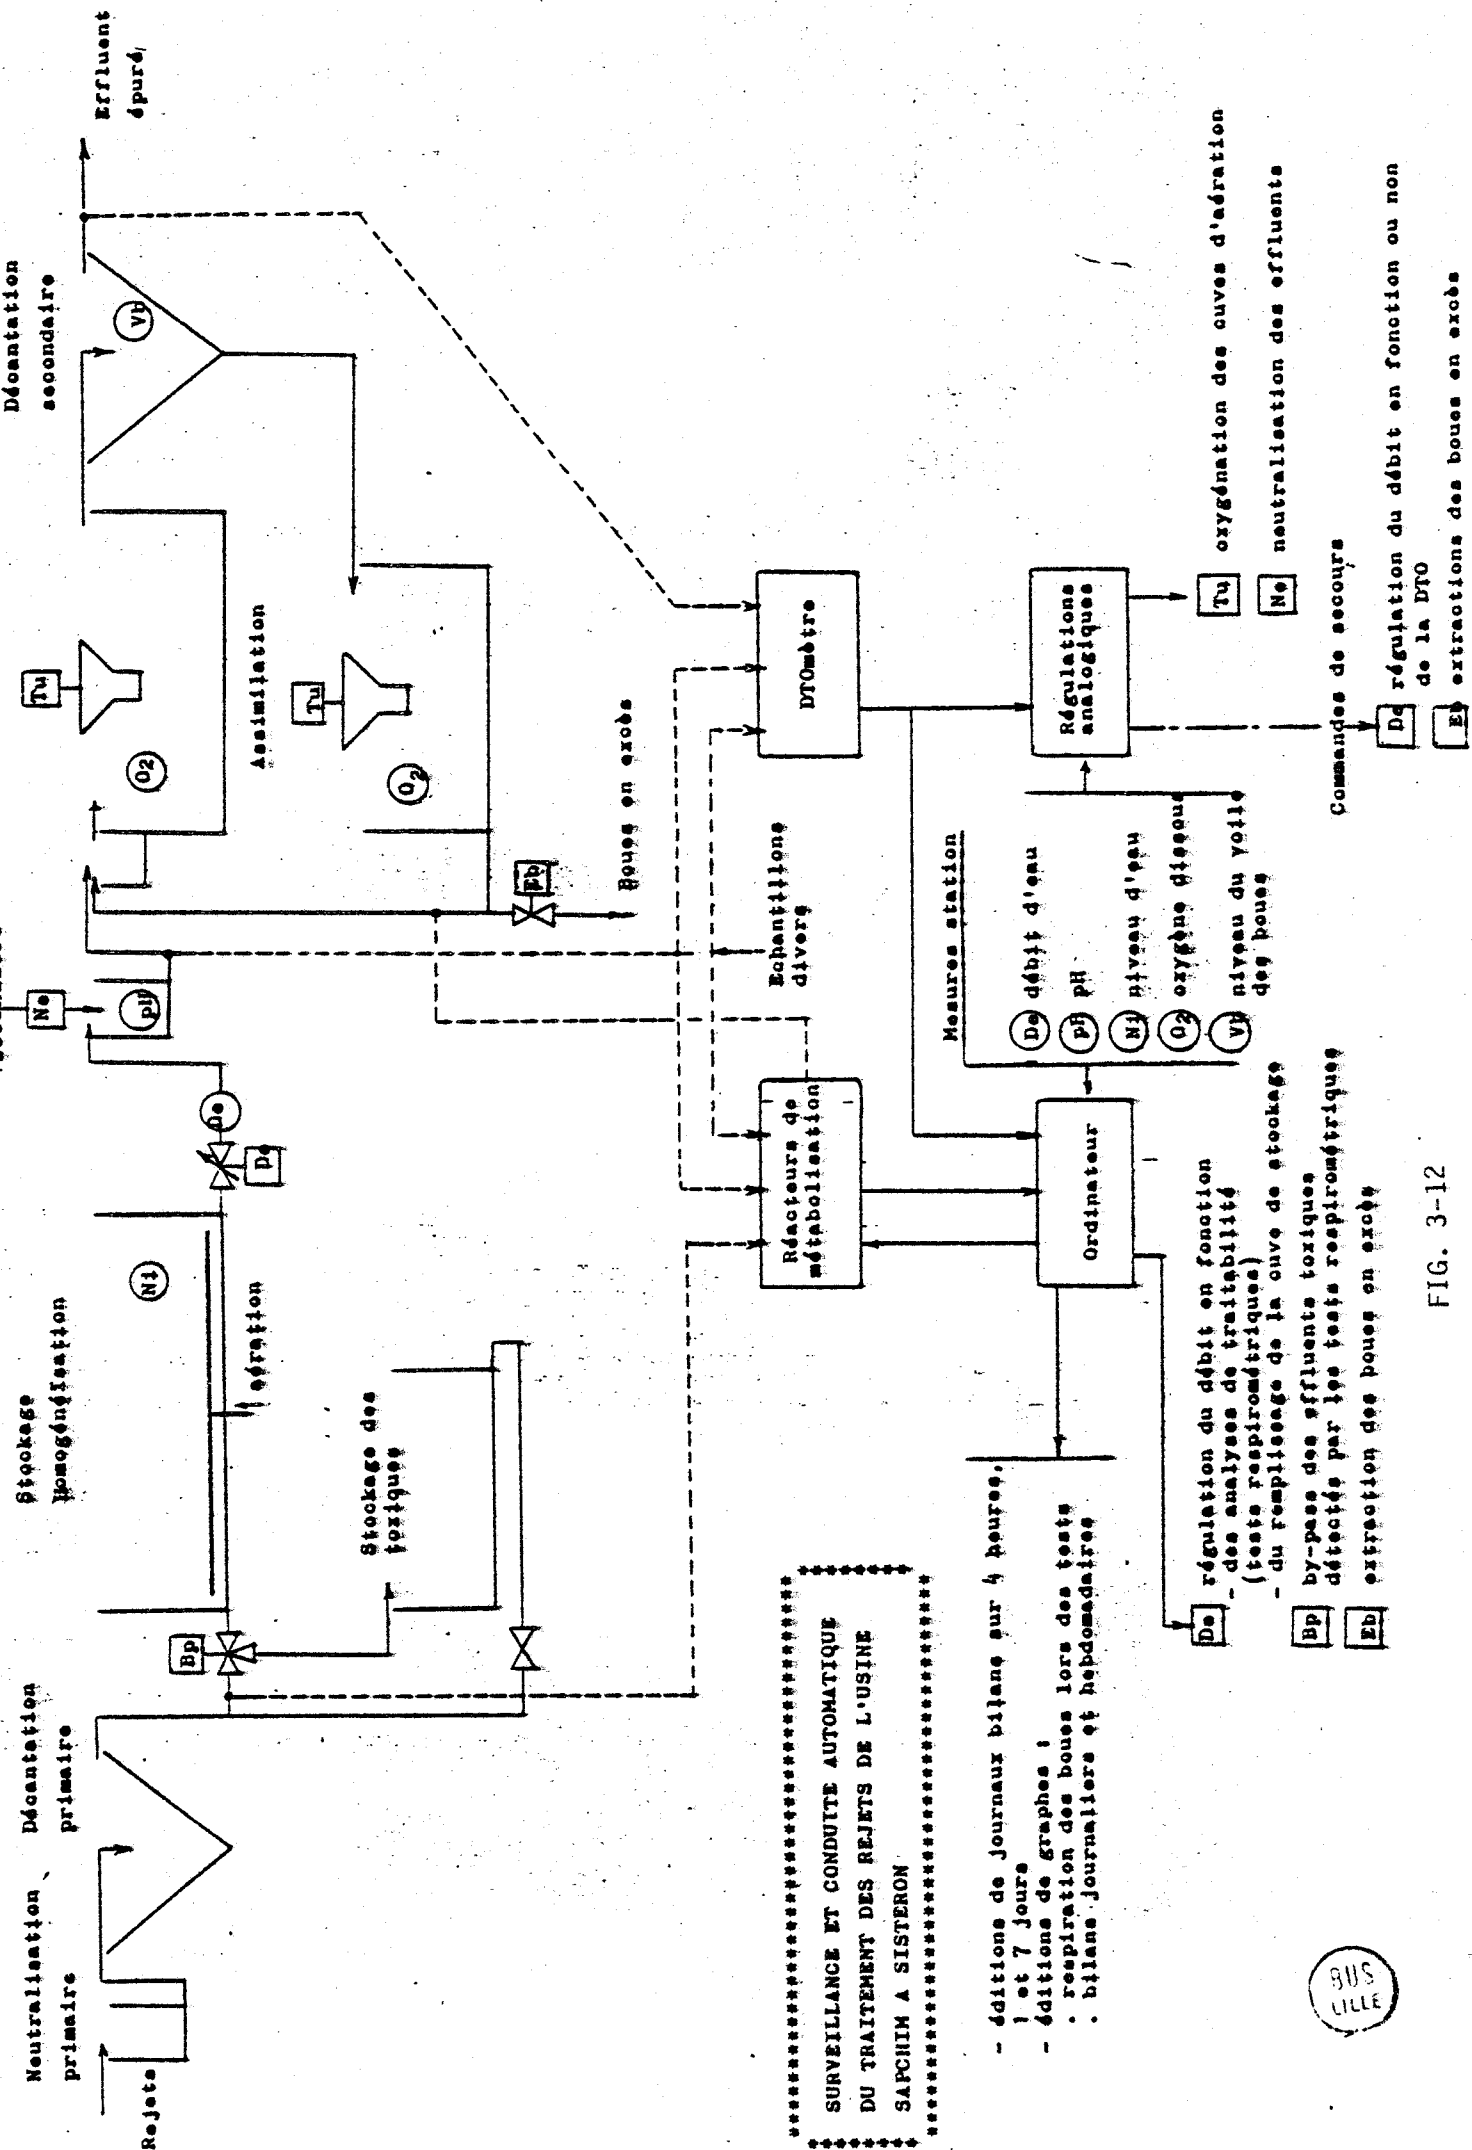 Neutralisation
primaire
Décantation
primaire
Stockage
Homogénéisation
Décantation
secondaire
Effluent
épuré
Rejets
Bp
Ni
aération
De
De
Ne
pH
Tu
O2
Assimilation
Tu
O2
Vb
Stockage des
toxiques
Eb
Boues en excès
Echantillons
divers
Réacteurs de
métabolisation
DTOmètre
Ordinateur
Régulations
analogiques
Mesures station
De débit d'eau
pH pH
Ni niveau d'eau
O2 oxygène dissous
Vb niveau du voile
des boues
Tu oxygénation des cuves d'aération
Ne neutralisation des effluents
Commandes de secours
De régulation du débit en fonction ou non
de la DTO
Eb extractions des boues en excès
*****************************
SURVEILLANCE ET CONDUITE AUTOMATIQUE
DU TRAITEMENT DES REJETS DE L'USINE
SAPCHIM A SISTERON
*****************************
- éditions de journaux bilans sur 4 heures,
1 et 7 jours
- éditions de graphes :
. respiration des boues lors des tests
. bilans journaliers et hebdomadaires
De régulation du débit en fonction
- des analyses de traitabilité
(tests respirométriques)
- du remplissage de la cuve de stockage
Bp by-pass des effluents toxiques
détectés par les tests respirométriques
Eb extraction des boues en excès
FIG. 3-12
BUS
LILLE